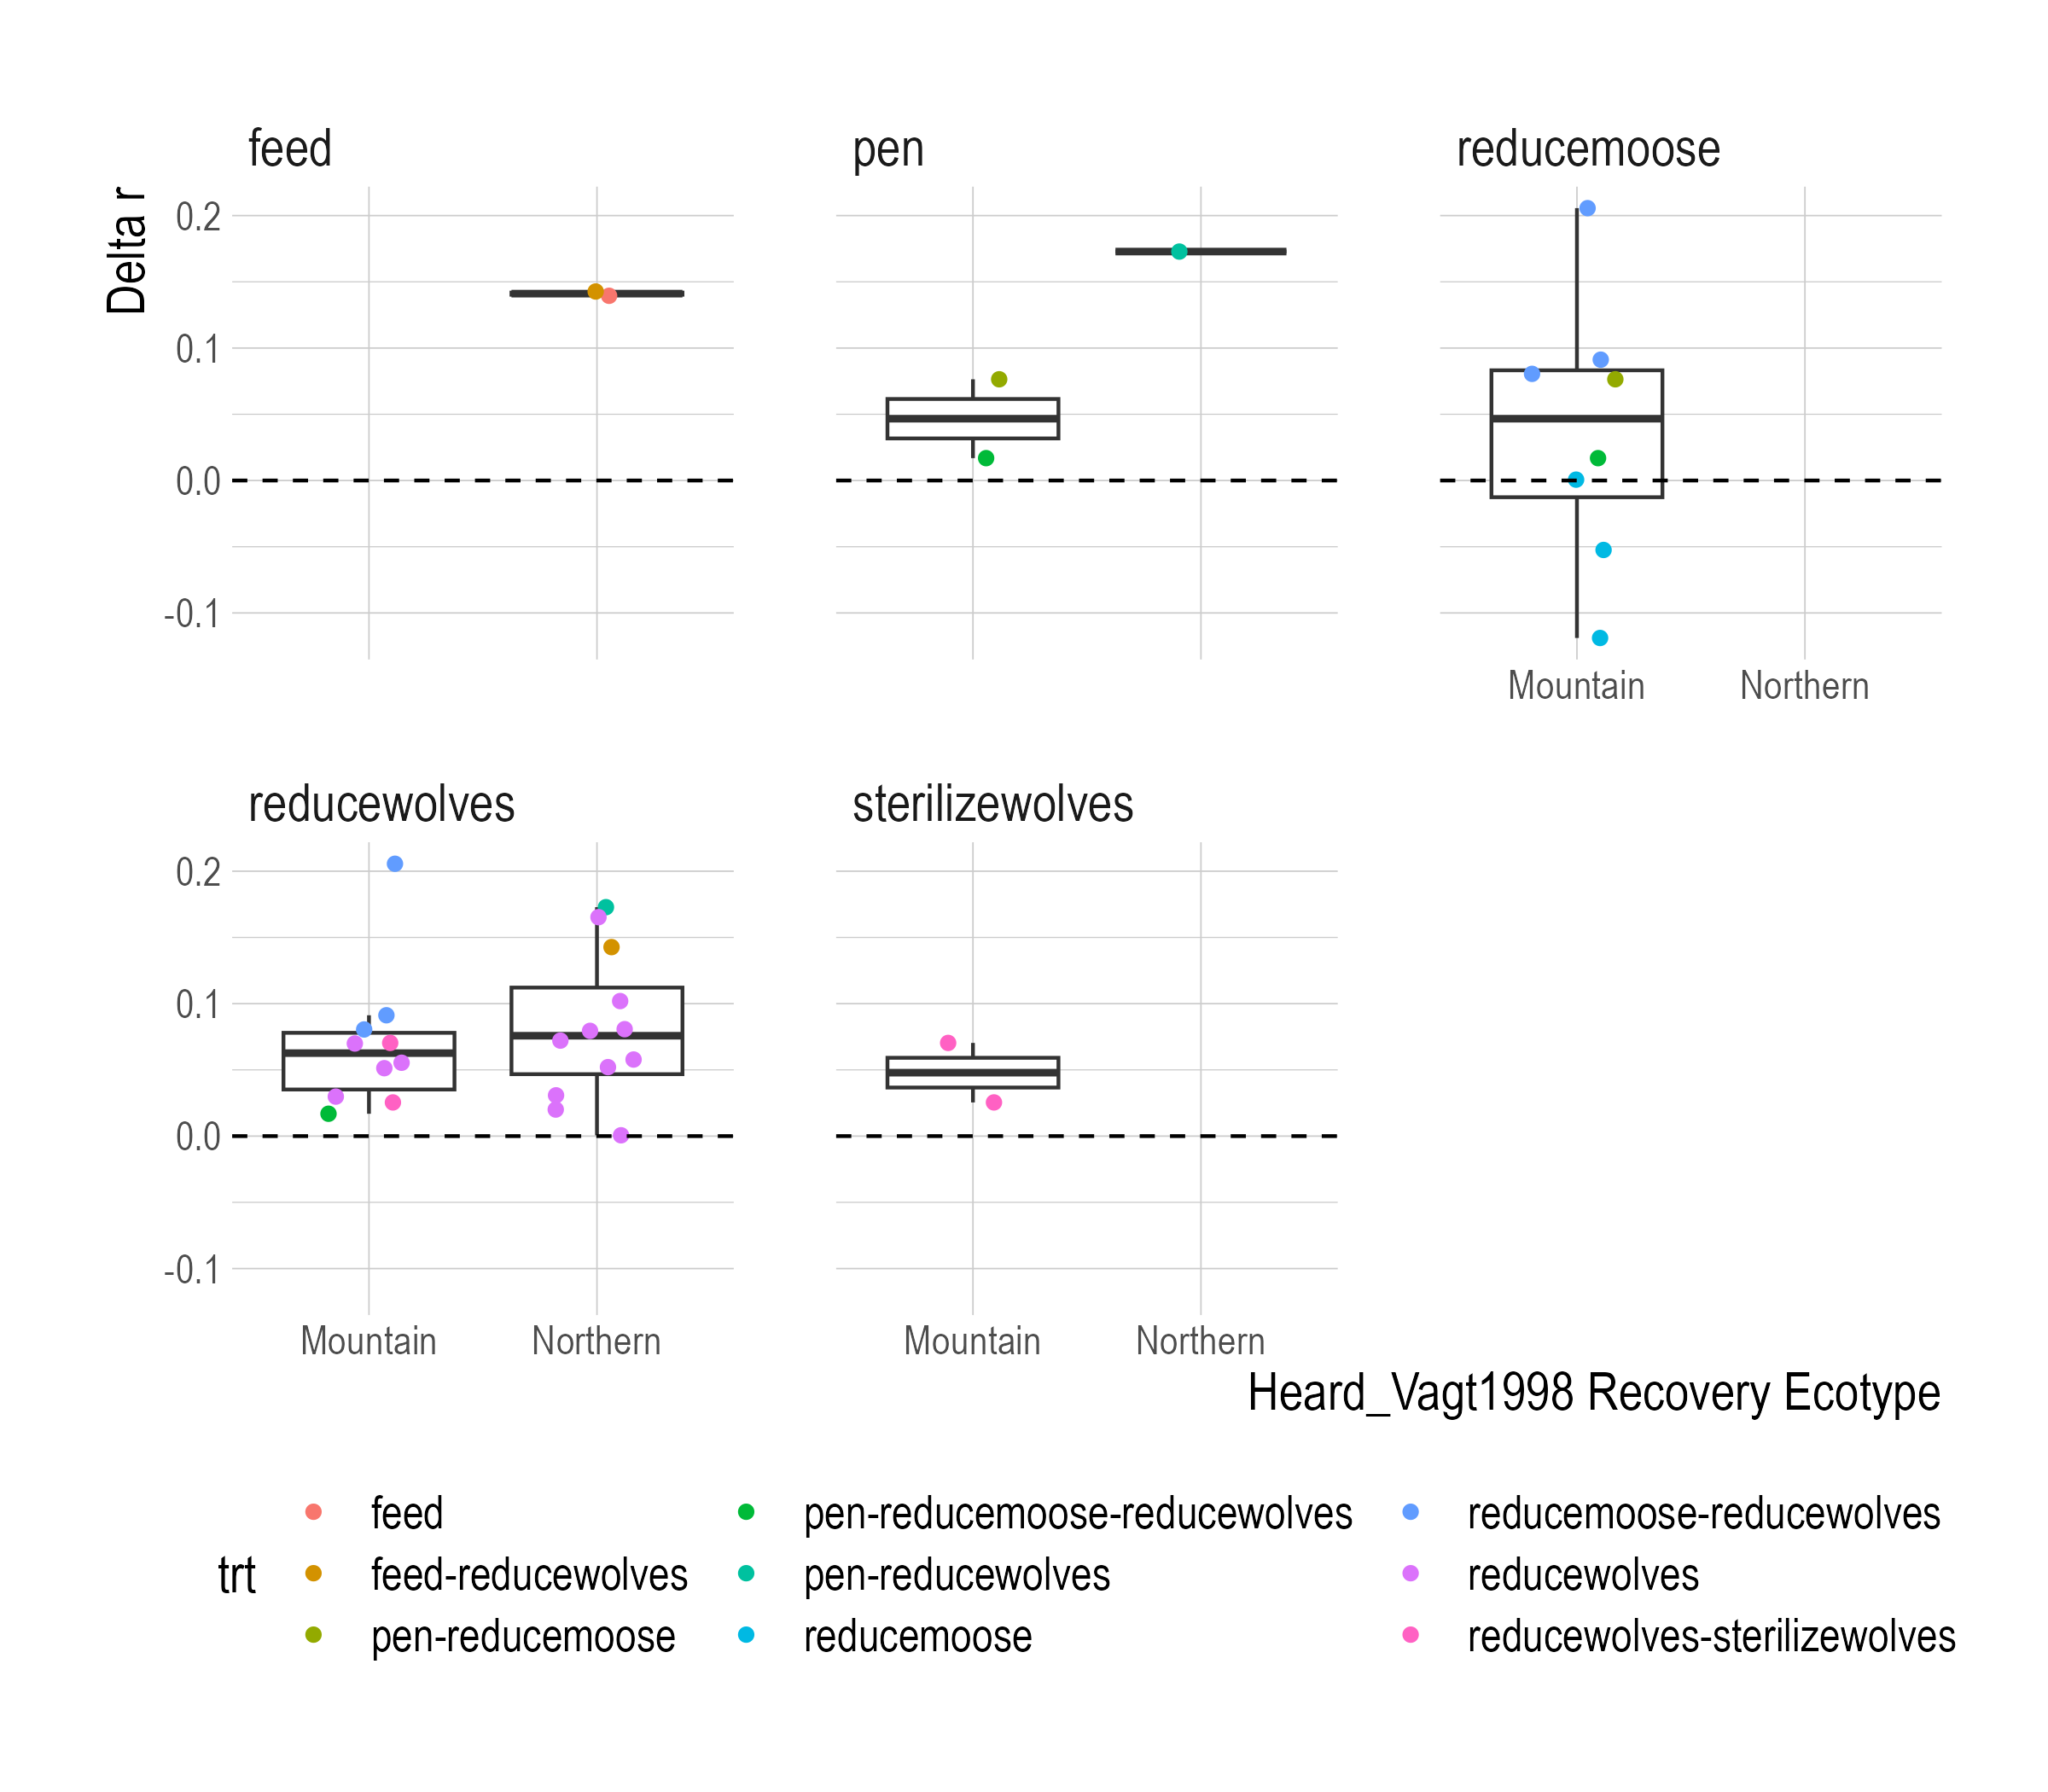 feed
pen
reducemoose
Delta r
0.2
0.1
0.0
-0.1
Mountain
Northern
reducewolves
sterilizewolves
0.2
0.1
0.0
-0.1
Mountain
Northern
Mountain
Northern
Heard_Vagt1998 Recovery Ecotype
trt
feed
feed-reducewolves
pen-reducemoose
pen-reducemoose-reducewolves
pen-reducewolves
reducemoose
reducemoose-reducewolves
reducewolves
reducewolves-sterilizewolves